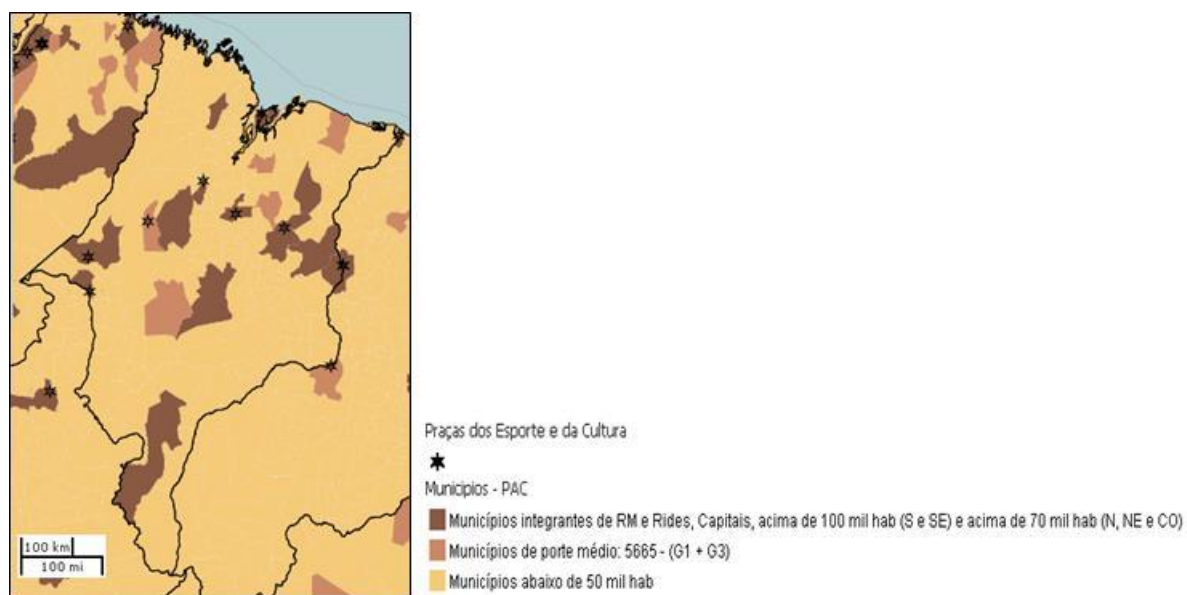 100 km
100 mi
Praças dos Esporte e da Cultura
Municipios - PAC
Municípios integrantes de RM e Rides, Capitais, acima de 100 mil hab (S e SE) e acima de 70 mil hab (N, NE e CO)
Municípios de porte médio: 5665 - (G1 + G3)
Municípios abaixo de 50 mil hab